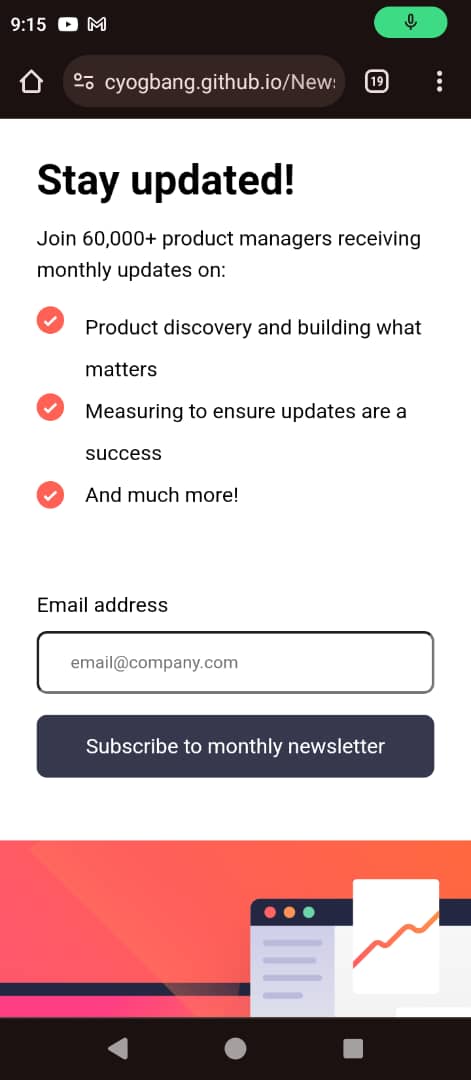 9:15
cyogbang.github.io/News
19
Stay updated!
Join 60,000+ product managers receiving
monthly updates on:
Product discovery and building what
matters
Measuring to ensure updates are a
success
And much more!
Email address
email@company.com
Subscribe to monthly newsletter